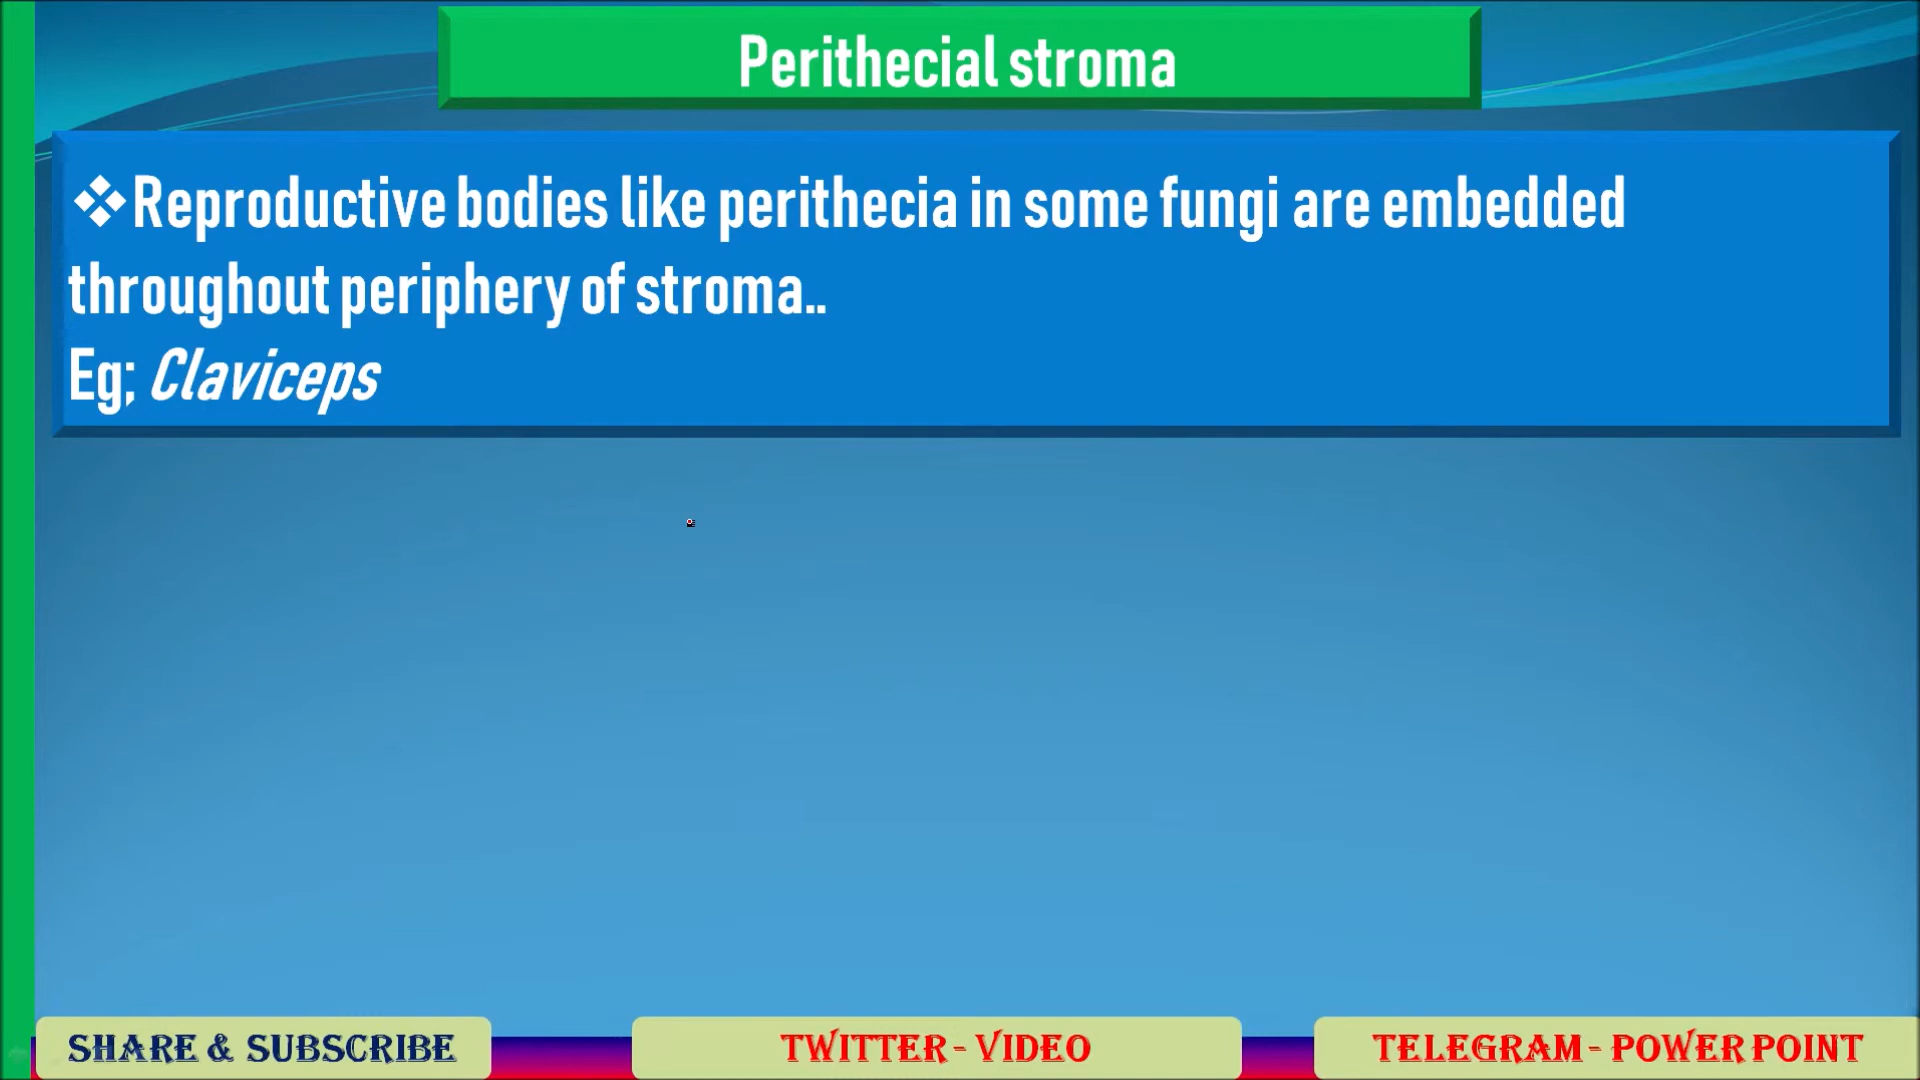 Perithecial stroma
❖Reproductive bodies like perithecia in some fungi are embedded
throughout periphery of stroma..
Eg; Claviceps
SHARE & SUBSCRIBE
TWITTER - VIDEO
TELEGRAM - POWER POINT